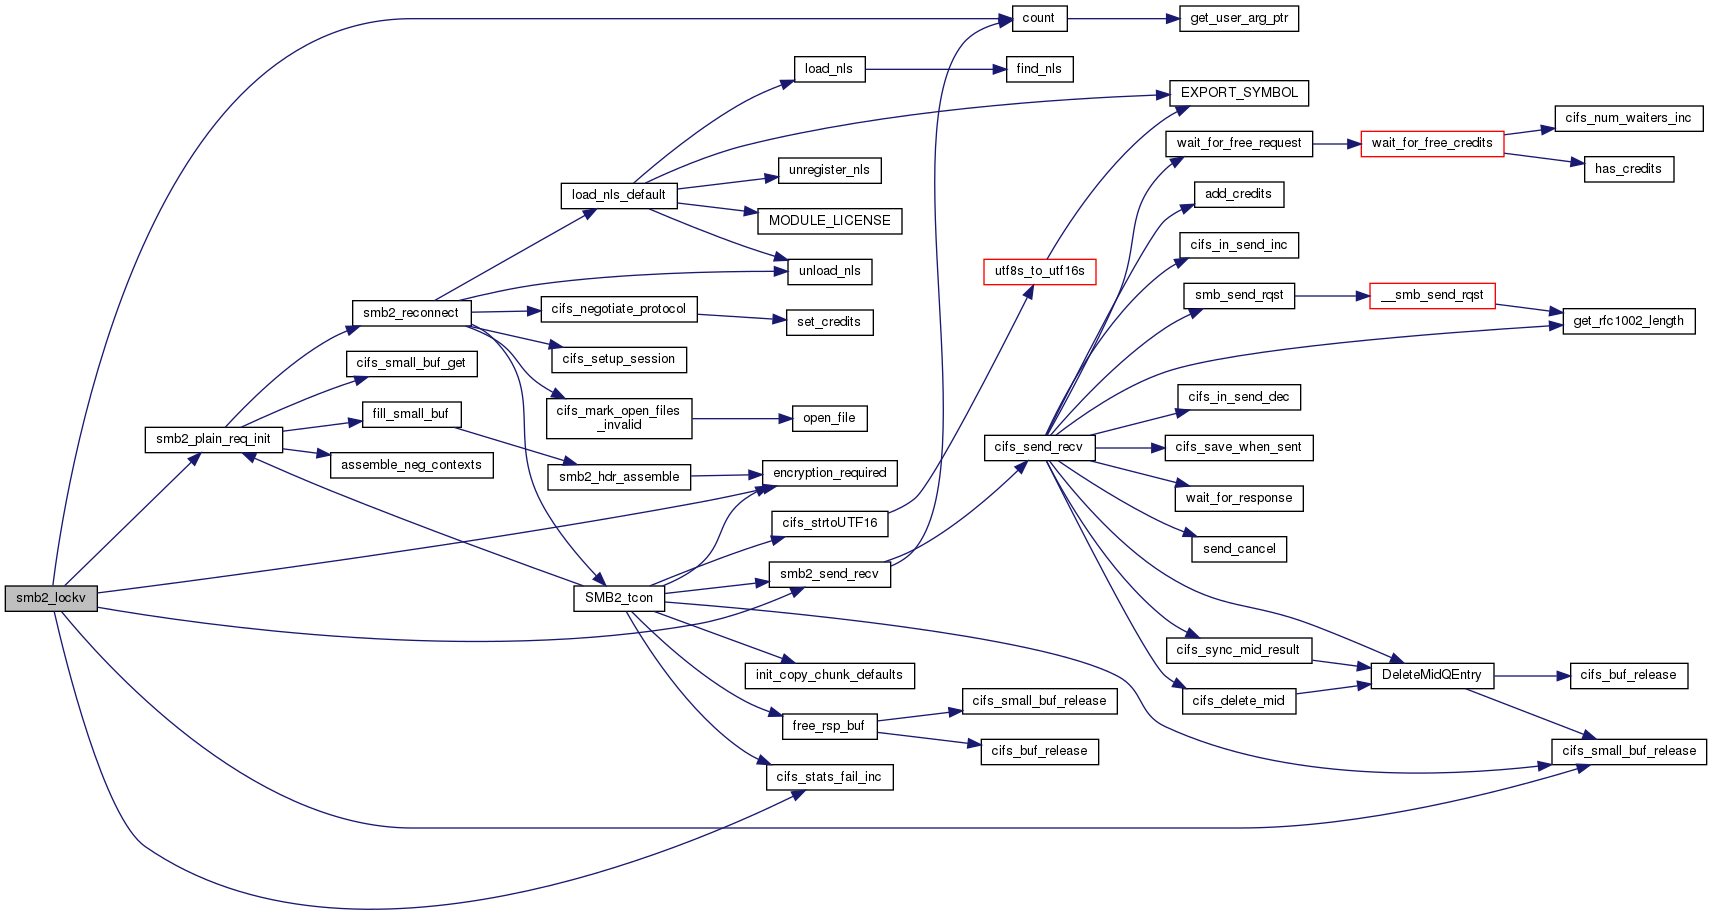 count
get_user_arg_ptr
load_nls
find_nls
EXPORT_SYMBOL
cifs_num_waiters_inc
wait_for_free_request
wait_for_free_credits
unregister_nls
has_credits
load_nls_default
add_credits
MODULE_LICENSE
cifs_in_send_inc
unload_nls
utf8s_to_utf16s
smb_send_rqst
__smb_send_rqst
smb2_reconnect
cifs_negotiate_protocol
set_credits
get_rfc1002_length
cifs_small_buf_get
cifs_setup_session
cifs_in_send_dec
fill_small_buf
cifs_mark_open_files
_invalid
open_file
smb2_plain_req_init
cifs_send_recv
cifs_save_when_sent
assemble_neg_contexts
smb2_hdr_assemble
encryption_required
wait_for_response
cifs_strtoUTF16
send_cancel
smb2_send_recv
smb2_lockv
SMB2_tcon
cifs_sync_mid_result
init_copy_chunk_defaults
DeleteMidQEntry
cifs_buf_release
cifs_small_buf_release
cifs_delete_mid
free_rsp_buf
cifs_buf_release
cifs_small_buf_release
cifs_stats_fail_inc